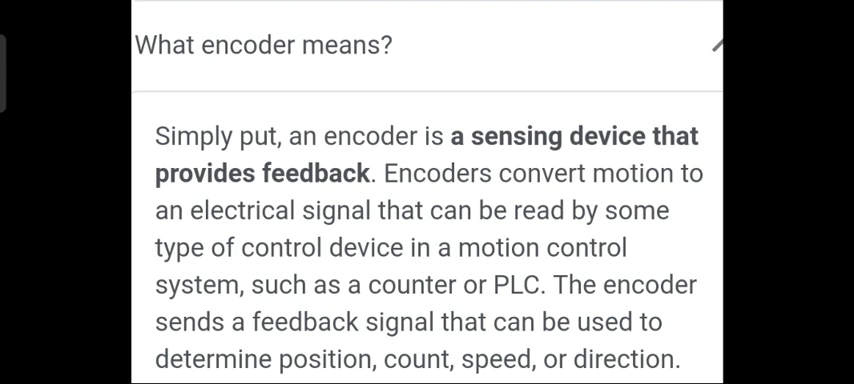 What encoder means?
Simply put, an encoder is a sensing device that
provides feedback. Encoders convert motion to
an electrical signal that can be read by some
type of control device in a motion control
system, such as a counter or PLC. The encoder
sends a feedback signal that can be used to
determine position, count, speed, or direction.